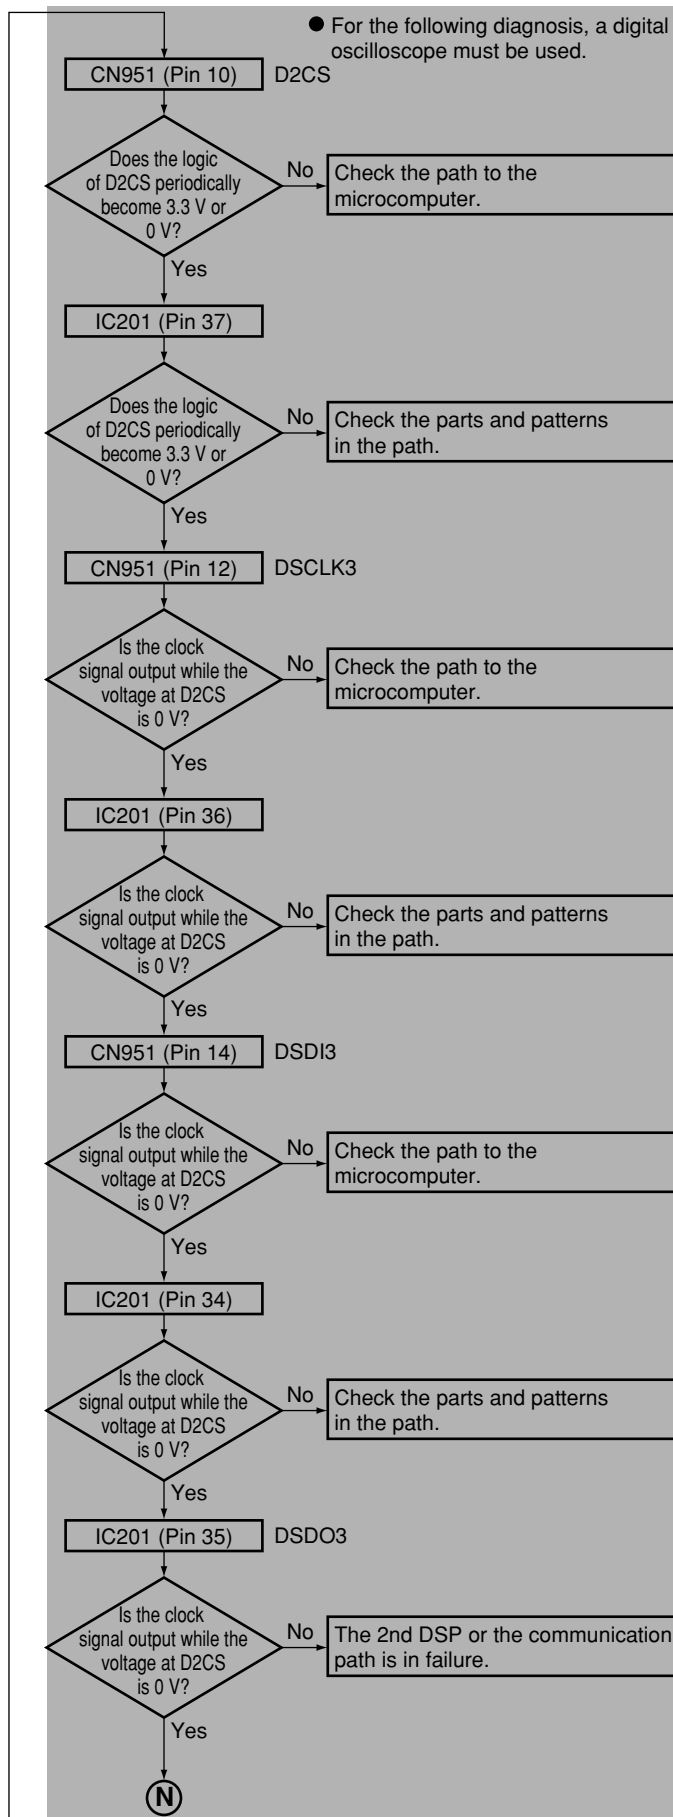 ● For the following diagnosis, a digital
oscilloscope must be used.
CN951 (Pin 10) D2CS
Does the logic
of D2CS periodically
become 3.3 V or
0 V?
No
Check the path to the
microcomputer.
Yes
IC201 (Pin 37)
Does the logic
of D2CS periodically
become 3.3 V or
0 V?
No
Check the parts and patterns
in the path.
Yes
CN951 (Pin 12) DSCLK3
Is the clock
signal output while the
voltage at D2CS
is 0 V?
No
Check the path to the
microcomputer.
Yes
IC201 (Pin 36)
Is the clock
signal output while the
voltage at D2CS
is 0 V?
No
Check the parts and patterns
in the path.
Yes
CN951 (Pin 14) DSDI3
Is the clock
signal output while the
voltage at D2CS
is 0 V?
No
Check the path to the
microcomputer.
Yes
IC201 (Pin 34)
Is the clock
signal output while the
voltage at D2CS
is 0 V?
No
Check the parts and patterns
in the path.
Yes
IC201 (Pin 35) DSDO3
Is the clock
signal output while the
voltage at D2CS
is 0 V?
No
The 2nd DSP or the communication
path is in failure.
Yes
N